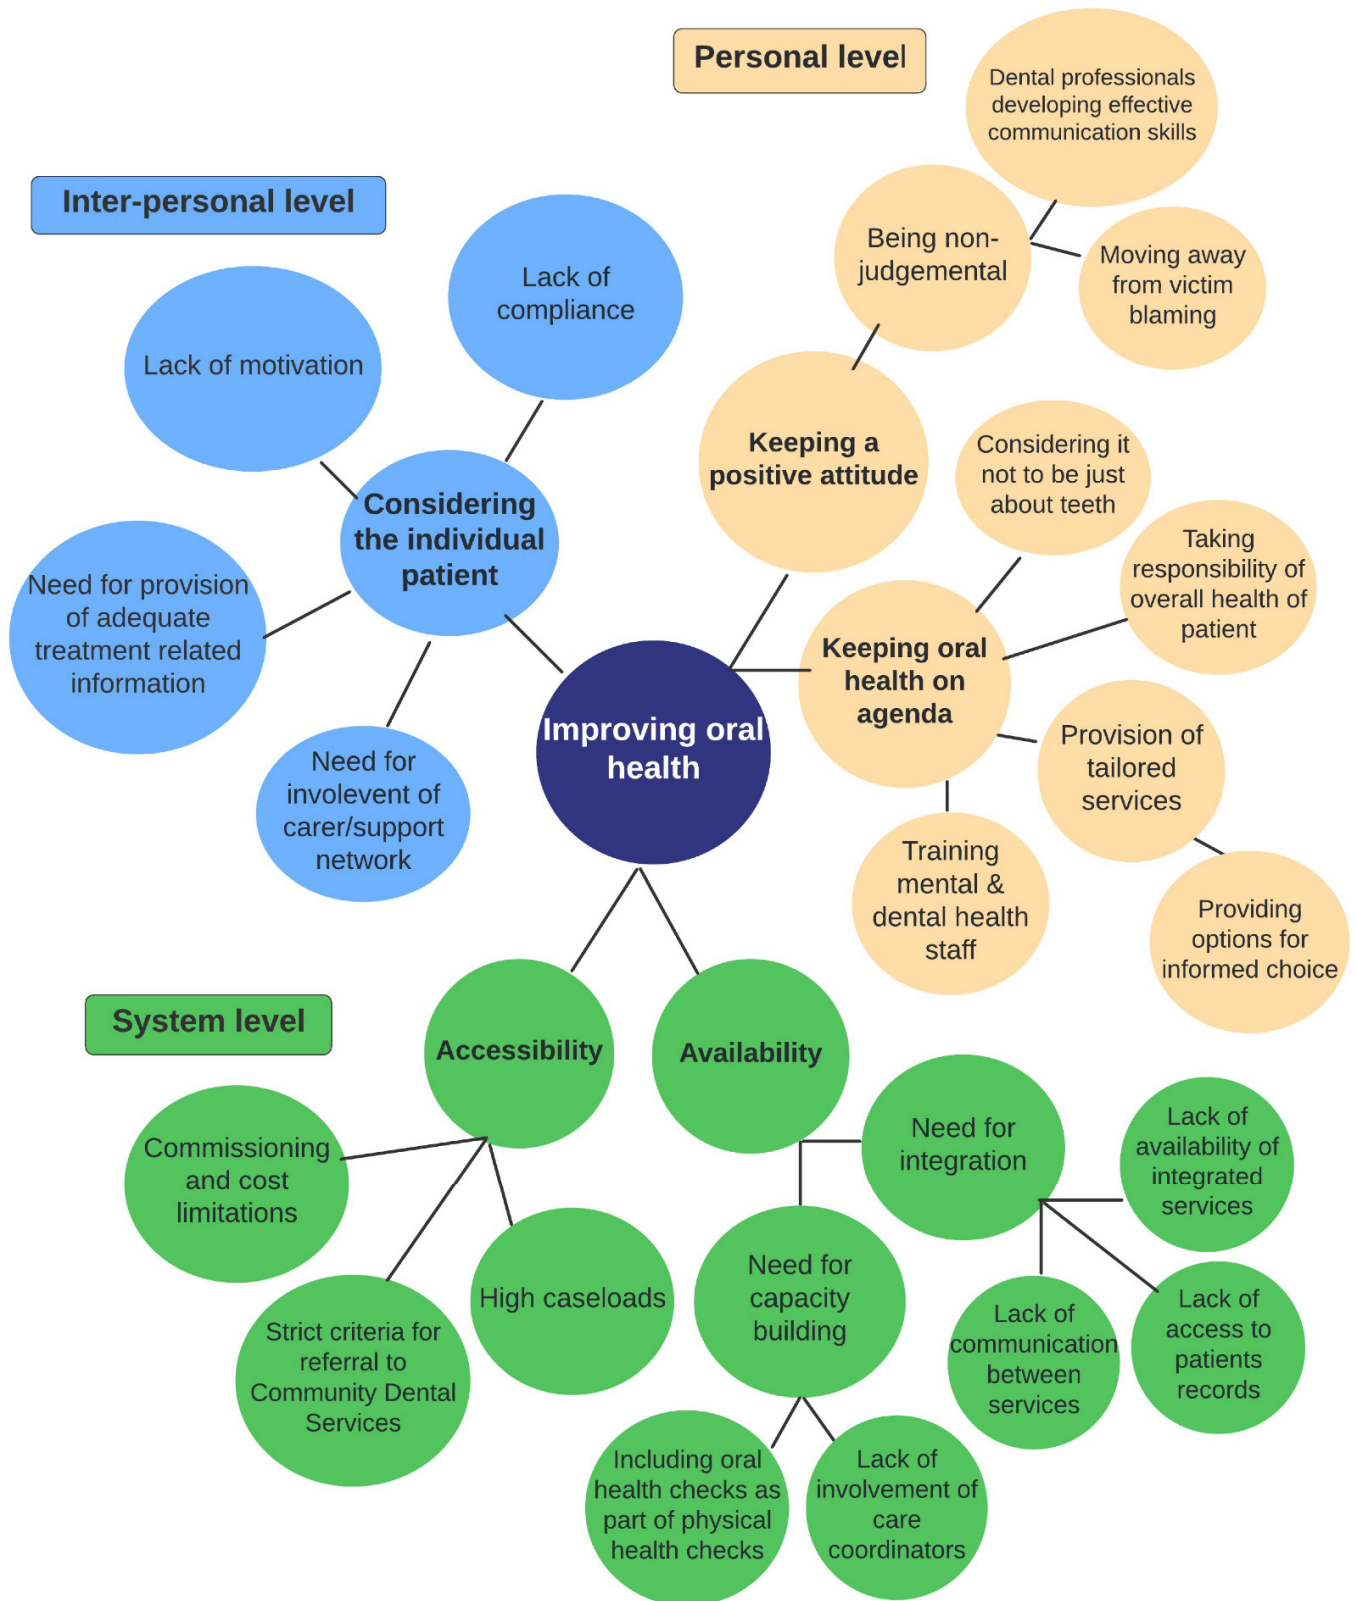 Personal level
Dental professionals
developing effective
communication skills
Being non-
judgemental
Moving away
from victim
blaming
Keeping a
positive attitude
Considering it
not to be just
about teeth
Taking
responsibility of
overall health of
patient
Keeping oral
health on
agenda
Provision of
tailored
services
Training
mental &
dental health
staff
Providing
options for
informed choice
Inter-personal level
Lack of
compliance
Lack of motivation
Considering
the individual
patient
Need for provision
of adequate
treatment related
information
Need for
involevent of
carer/support
network
Improving oral
health
System level
Accessibility
Availability
Commissioning
and cost
limitations
Strict criteria for
referral to
Community Dental
Services
High caseloads
Need for
integration
Lack of
availability of
integrated
services
Need for
capacity
building
Lack of
communication
between
services
Lack of
access to
patients
records
Including oral
health checks as
part of physical
health checks
Lack of
involvement of
care
coordinators